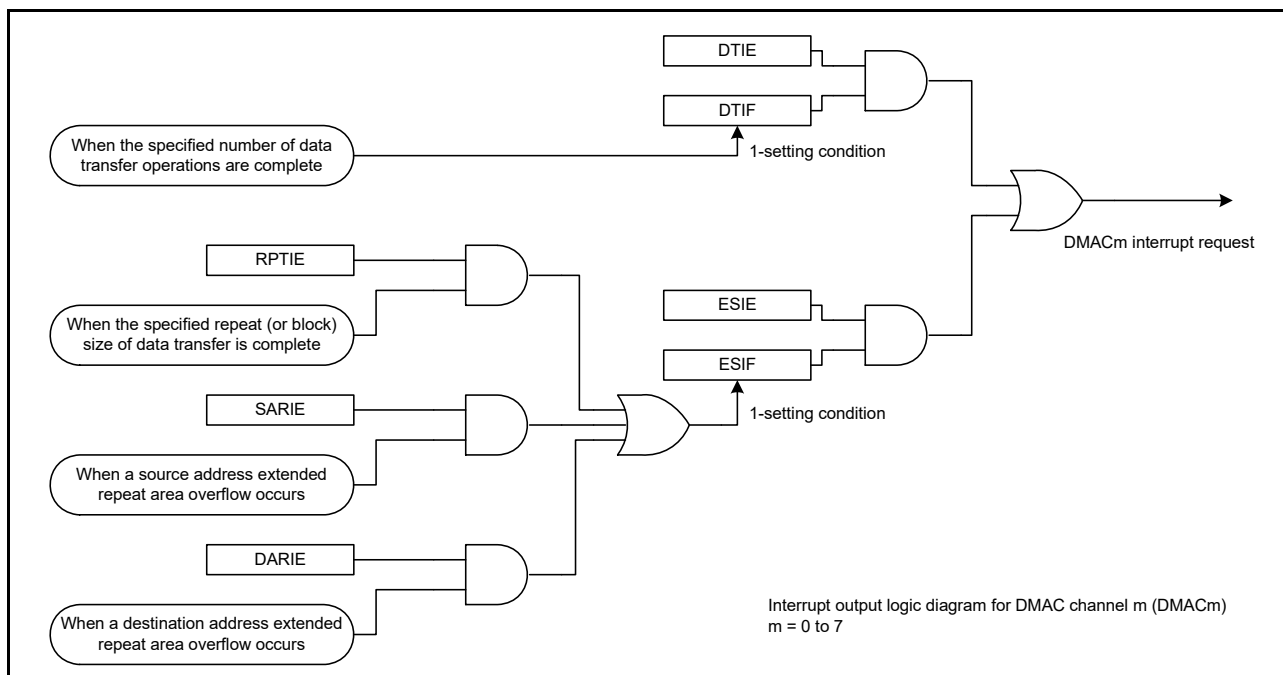 DTIE
DTIF
When the specified number of data
transfer operations are complete
1-setting condition
DMACm interrupt request
RPTIE
When the specified repeat (or block)
size of data transfer is complete
ESIE
ESIF
1-setting condition
SARIE
When a source address extended
repeat area overflow occurs
DARIE
When a destination address extended
repeat area overflow occurs
Interrupt output logic diagram for DMAC channel m (DMACm)
m = 0 to 7